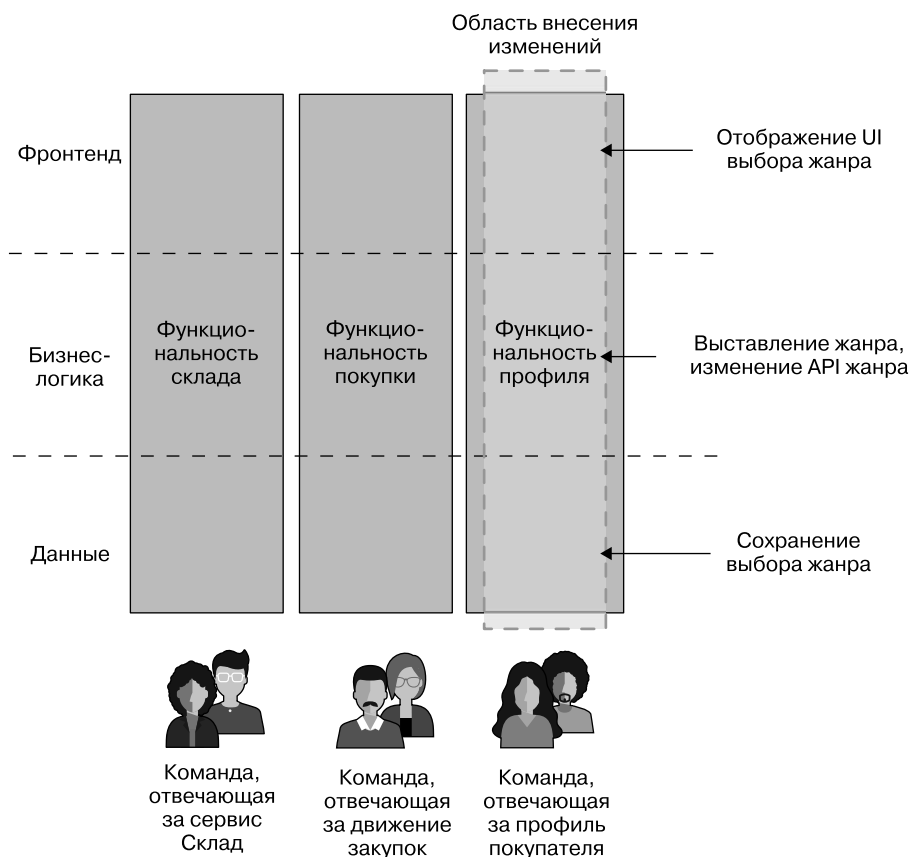 Область внесения
изменений
Фронтенд
Отображение UI
выбора жанра
Бизнес-
логика
Функцио-
нальность
склада
Функцио-
нальность
покупки
Функцио-
нальность
профиля
Выставление жанра,
изменение API жанра
Данные
Сохранение
выбора жанра
Команда,
отвечающая
за сервис
Склад
Команда,
отвечающая
за движение
закупок
Команда,
отвечающая
за профиль
покупателя